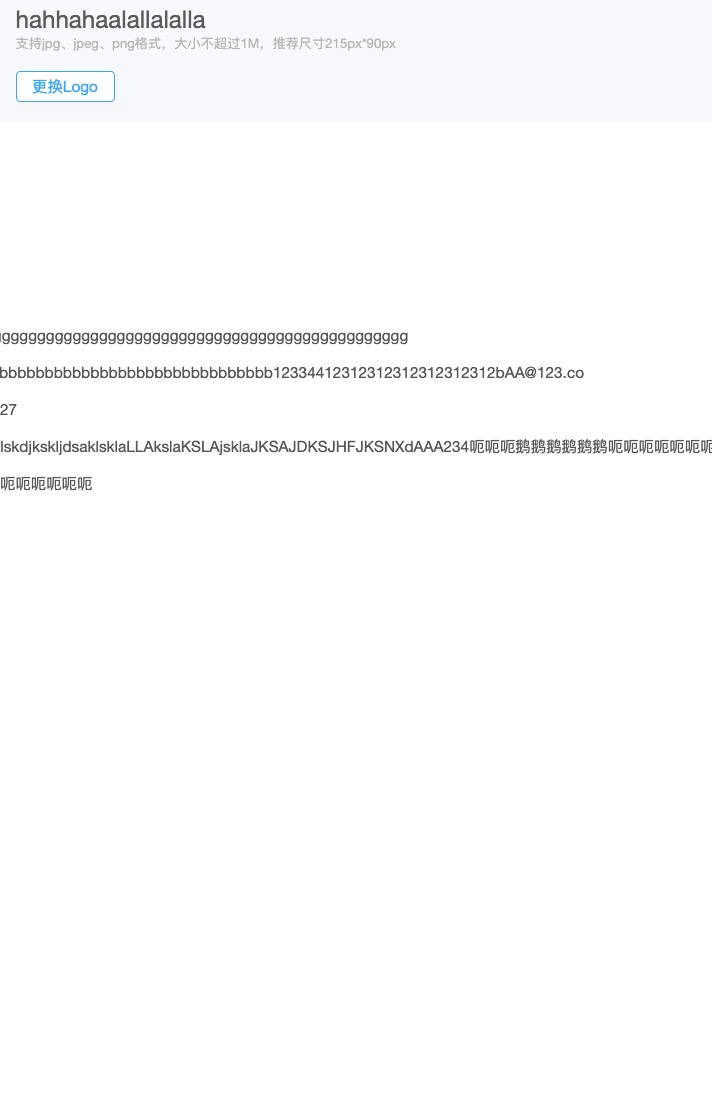 hahhahaalallalalla
支持jpg、jpeg、png格式，大小不超过1M，推荐尺寸215px*90px
更换Logo
gggggggggggggggggggggggggggggggggggggggggggggg
bbbbbbbbbbbbbbbbbbbbbbbbbbbbbb12334412312312312312312312bAA@123.co
27
lskdjkskljdsaklsklaLLAkslaKSLAjsklaJKSAJDKSJHFJKSNXdAAA234呃呃呃鹅鹅鹅鹅鹅鹅呃呃呃呃呃呃呃
呃呃呃呃呃呃